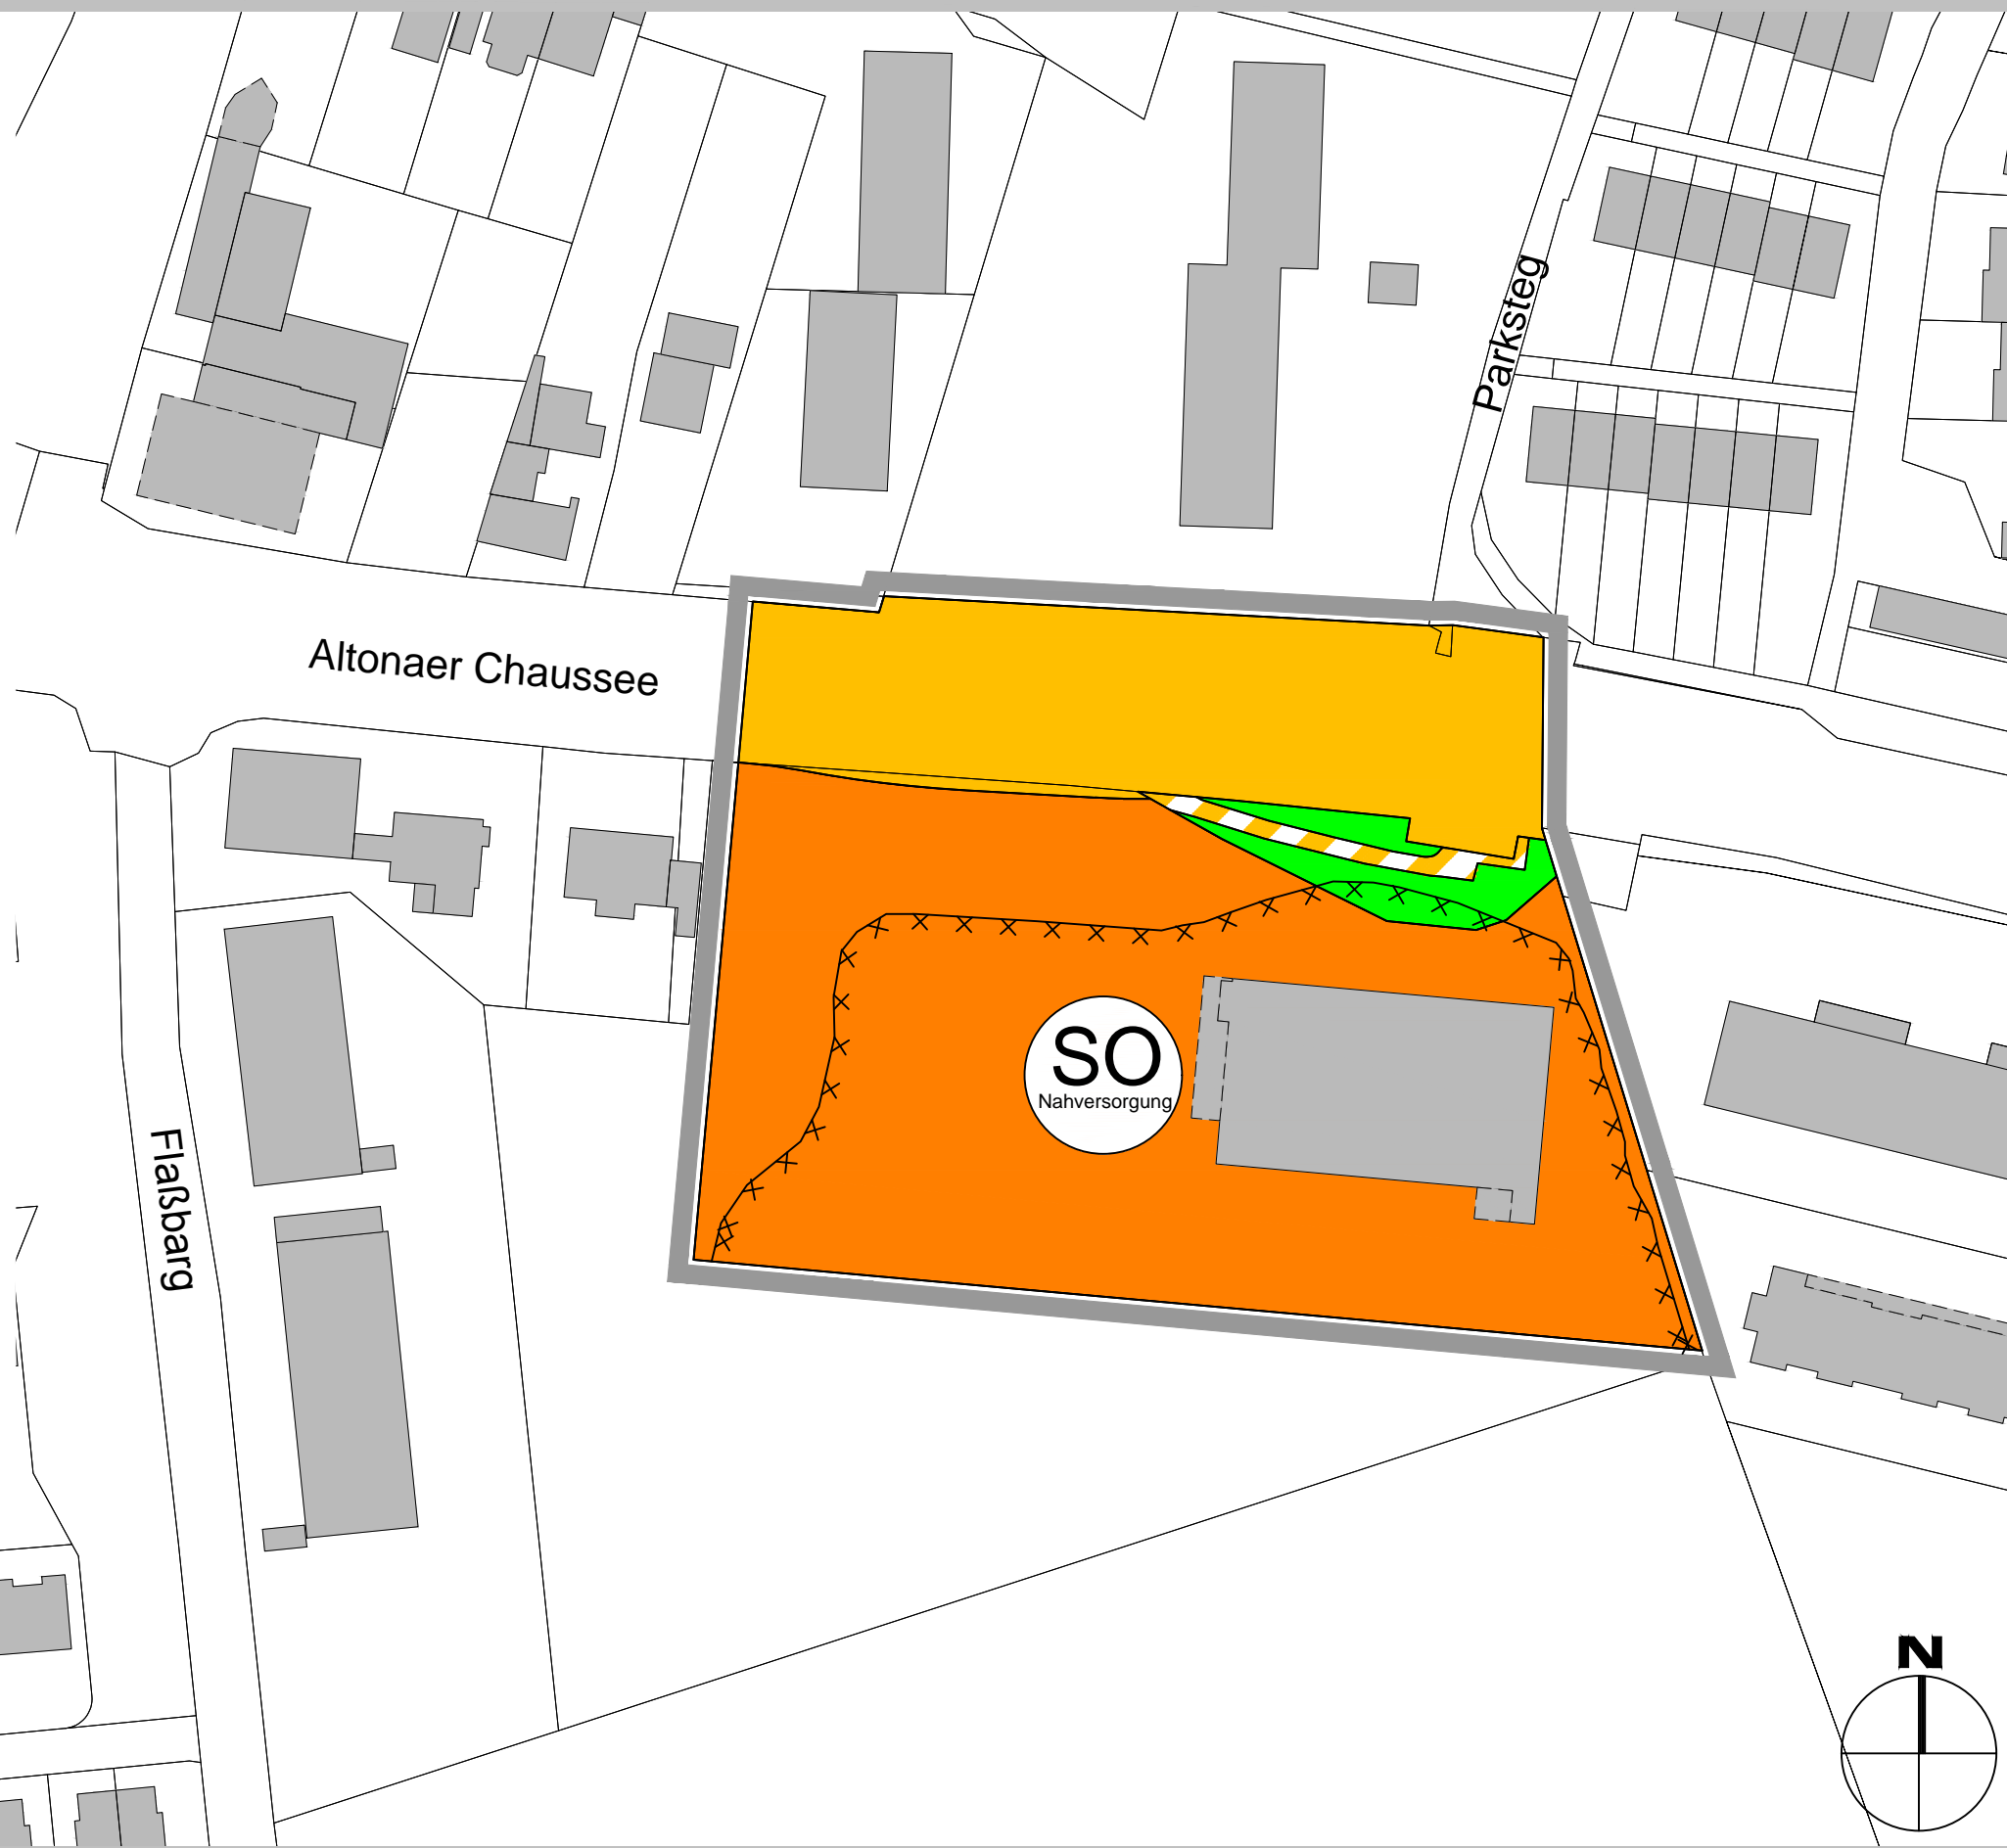 Parksteg
Altonaer Chaussee
SO
Nahversorgung
Flaßbarg
N